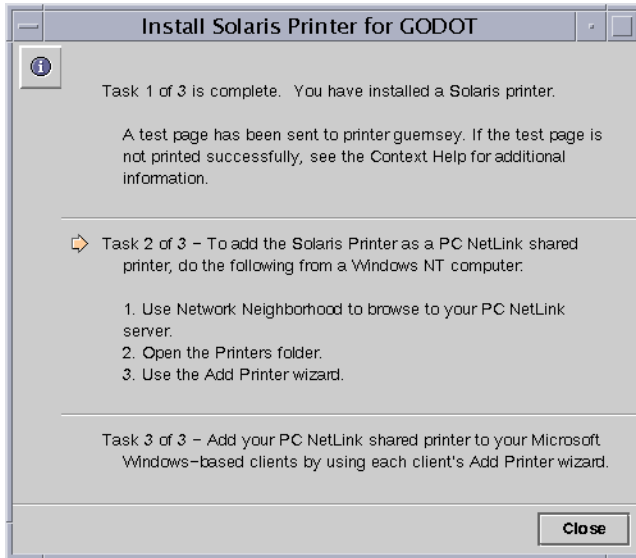 Install Solaris Printer for GODOT
Task 1 of 3 is complete. You have installed a Solaris printer.
A test page has been sent to printer guernsey. If the test page is
not printed successfully, see the Context Help for additional
information.
Task 2 of 3 – To add the Solaris Printer as a PC NetLink shared
printer, do the following from a Windows NT computer:
1. Use Network Neighborhood to browse to your PC NetLink
server.
2. Open the Printers folder.
3. Use the Add Printer wizard.
Task 3 of 3 – Add your PC NetLink shared printer to your Microsoft
Windows–based clients by using each client's Add Printer wizard.
Close